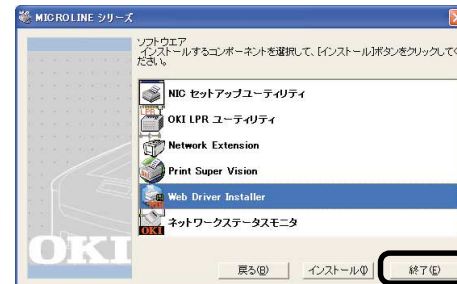 MICROLINE シリーズ
ソフトウエア
インストールするコンポーネントを選択して、[インストール]ボタンをクリックしてく
ださい。
NIC セットアップユーティリティ
OKI LPR ユーティリティ
Network Extension
Print Super Vision
Web Driver Installer
ネットワークステータスモニタ
OKI
戻る(B) インストール(I) 終了(E)